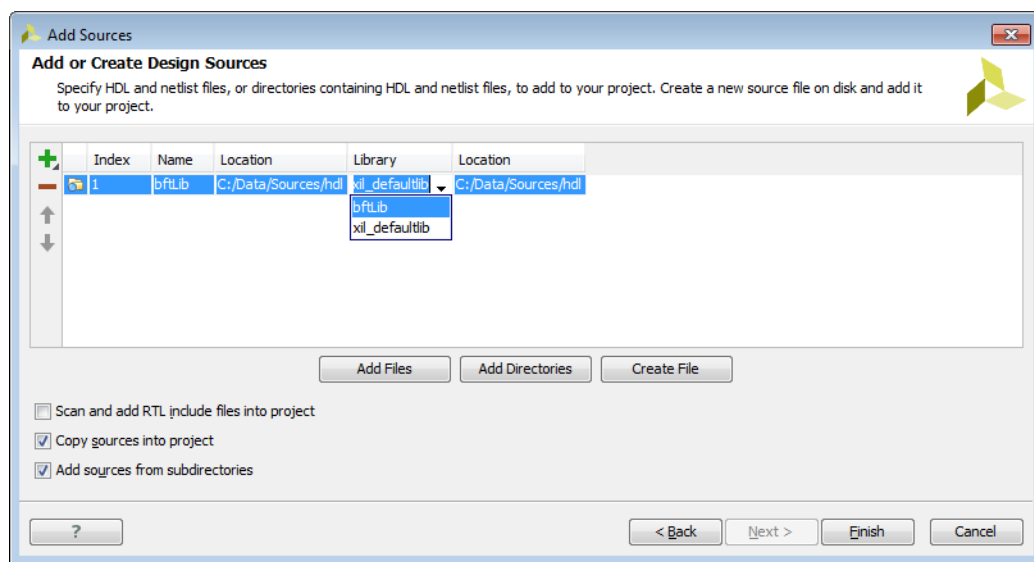 Add Sources
Add or Create Design Sources
Specify HDL and netlist files, or directories containing HDL and netlist files, to add to your project. Create a new source file on disk and add it
to your project.
Index Name Location Library Location
1 bftLib C:/Data/Sources/hdl xil_defaultlib C:/Data/Sources/hdl
bftLib
xil_defaultlib
Add Files Add Directories Create File
Scan and add RTL include files into project
Copy sources into project
Add sources from subdirectories
? < Back Next > Finish Cancel